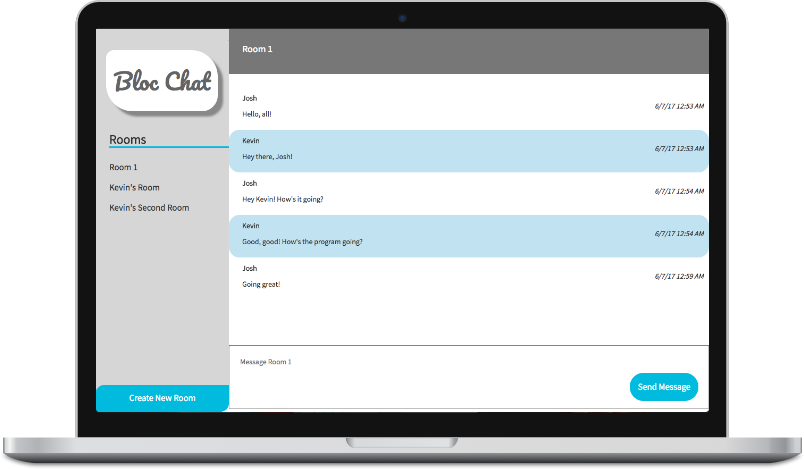 Bloc Chat
Rooms
Room 1
Kevin's Room
Kevin's Second Room
Create New Room
Room 1
Josh
Hello, all!
6/7/17 12:53 AM
Kevin
Hey there, Josh!
6/7/17 12:53 AM
Josh
Hey Kevin! How's it going?
6/7/17 12:54 AM
Kevin
Good, good! How's the program going?
6/7/17 12:54 AM
Josh
Going great!
6/7/17 12:59 AM
Message Room 1
Send Message